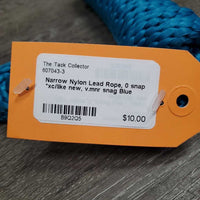 The Tack Collector
607043-3
Narrow Nylon Lead Rope, 0 snap
*xc/like new, v.mnr snag Blue
B9Q2Q5
$10.00